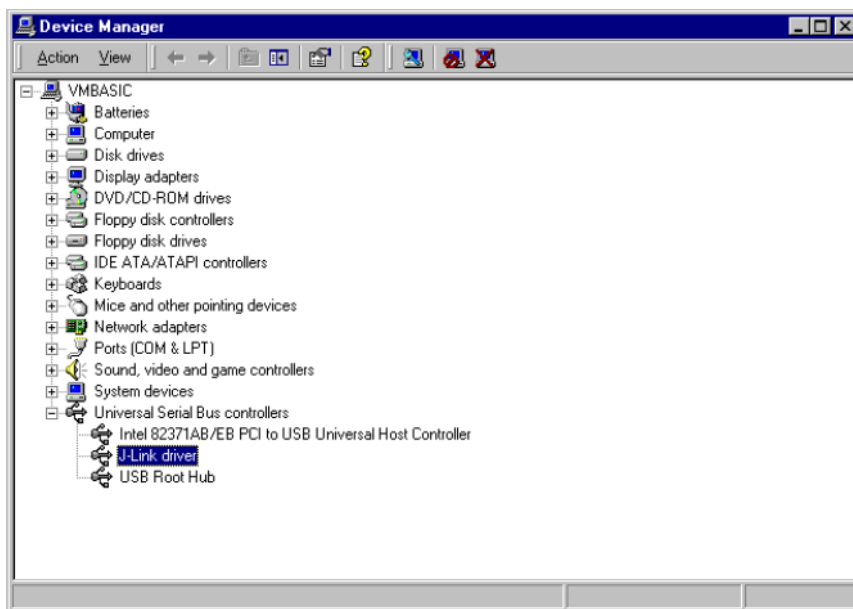 Device Manager
Action View
VMBASIC
Batteries
Computer
Disk drives
Display adapters
DVD/CD-ROM drives
Floppy disk controllers
Floppy disk drives
IDE ATA/ATAPI controllers
Keyboards
Mice and other pointing devices
Network adapters
Ports (COM & LPT)
Sound, video and game controllers
System devices
Universal Serial Bus controllers
Intel 82371AB/EB PCI to USB Universal Host Controller
J-Link driver
USB Root Hub